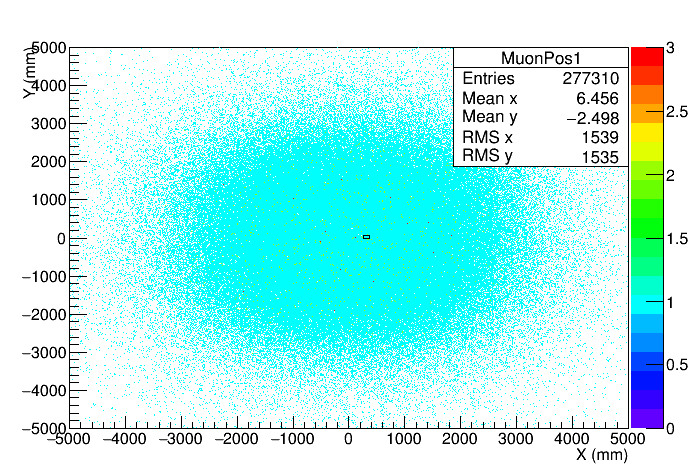 MuonPos1
Entries 277310
Mean x 6.456
Mean y −2.498
RMS x 1539
RMS y 1535
Y (mm)
5000
4000
3000
2000
1000
0
−1000
−2000
−3000
−4000
−5000
−5000 −4000 −3000 −2000 −1000 0 1000 2000 3000 4000 5000
X (mm)
3
2.5
2
1.5
1
0.5
0